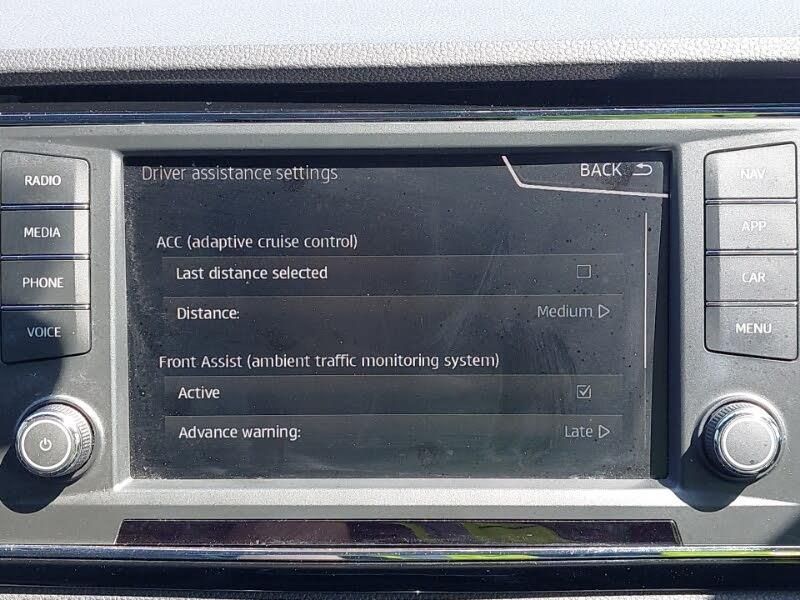 Driver assistance settings
BACK
RADIO
MEDIA
PHONE
VOICE
ACC (adaptive cruise control)
Last distance selected
Distance: Medium
Front Assist (ambient traffic monitoring system)
Active
Advance warning: Late
NAV
APP
CAR
MENU